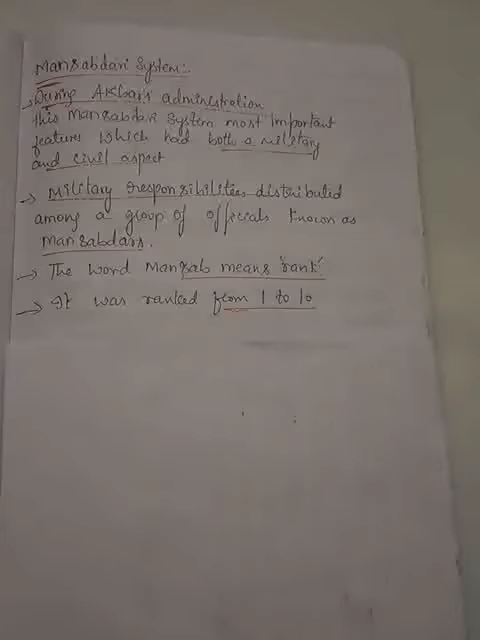 Mansabdari System:-
→ During AKbar's administration
this Mansabdari System most important
feature which had both a military
and civil aspect
→ Military responsibilities distributed
among a group of officials known as
Mansabdars.
→ The word Mansab means 'rank'
→ It was ranked from 1 to 10